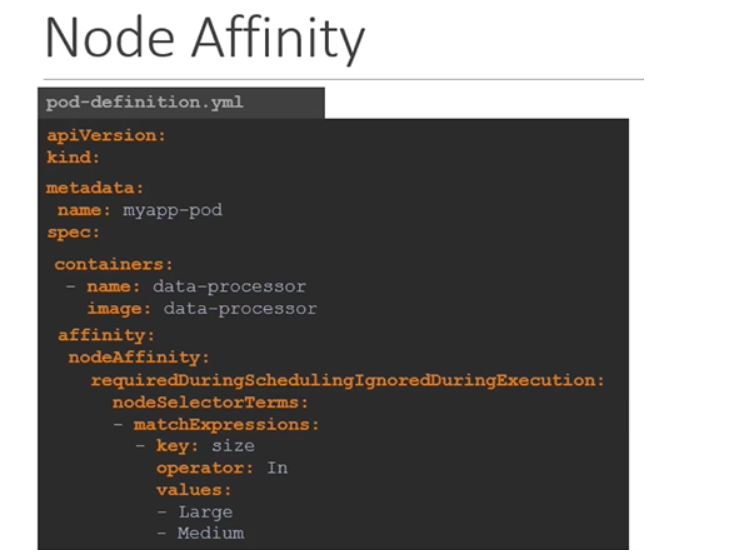 Node Affinity
pod-definition.yml
apiVersion:
kind:
metadata:
name: myapp-pod
spec:
containers:
- name: data-processor
image: data-processor
affinity:
nodeAffinity:
requiredDuringSchedulingIgnoredDuringExecution:
nodeSelectorTerms:
- matchExpressions:
- key: size
operator: In
values:
- Large
- Medium